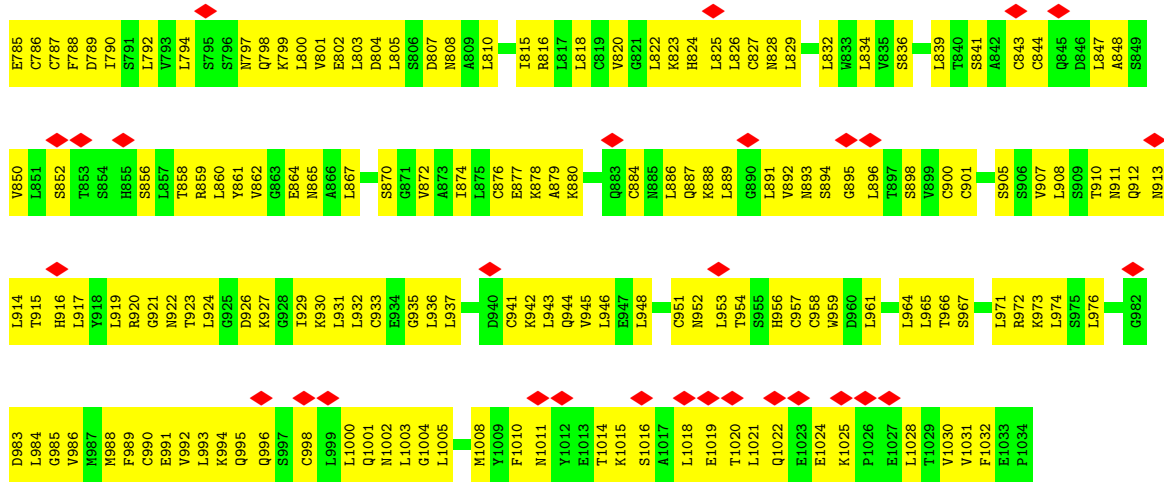 E785 C786 C787 F788 D789 I790 S791 L792 V793 L794 S795 S796 N797 Q798 K799 L800 V801 E802 L803 D804 L805 S806 D807 N808 A809 L810 I815 R816 L817 L818 C819 V820 G821 L822 K823 H824 L825 L826 C827 N828 L829 L832 W833 L834 V835 S836 L839 T840 S841 A842 C843 C844 Q845 D846 L847 A848 S849
V850 L851 S852 T853 S854 H855 S856 L857 T858 R859 L860 Y861 V862 G863 E864 N865 A866 L867 S870 G871 V872 A873 I874 L875 C876 E877 K878 A879 K880 Q883 C884 N885 L886 Q887 K888 L889 G890 L891 V892 N893 S894 G895 L896 T897 S898 V899 C900 C901 S905 S906 V907 L908 S909 T910 N911 Q912 N913
L914 T915 H916 L917 Y918 L919 R920 G921 N922 T923 L924 G925 D926 K927 G928 I929 K930 L931 L932 C933 E934 G935 L936 L937 D940 C941 K942 L943 Q944 V945 L946 E947 L948 C951 N952 L953 T954 S955 H956 C957 C958 W959 D960 L961 L964 L965 T966 S967 L971 R972 K973 L974 S975 L976 G982
D983 L984 G985 V986 M987 M988 F989 C990 E991 V992 L993 K994 Q995 Q996 S997 C998 L999 L1000 Q1001 N1002 L1003 G1004 L1005 M1008 Y1009 F1010 N1011 Y1012 E1013 T1014 K1015 S1016 A1017 L1018 E1019 T1020 L1021 Q1022 E1023 E1024 K1025 P1026 E1027 L1028 T1029 V1030 V1031 F1032 E1033 P1034